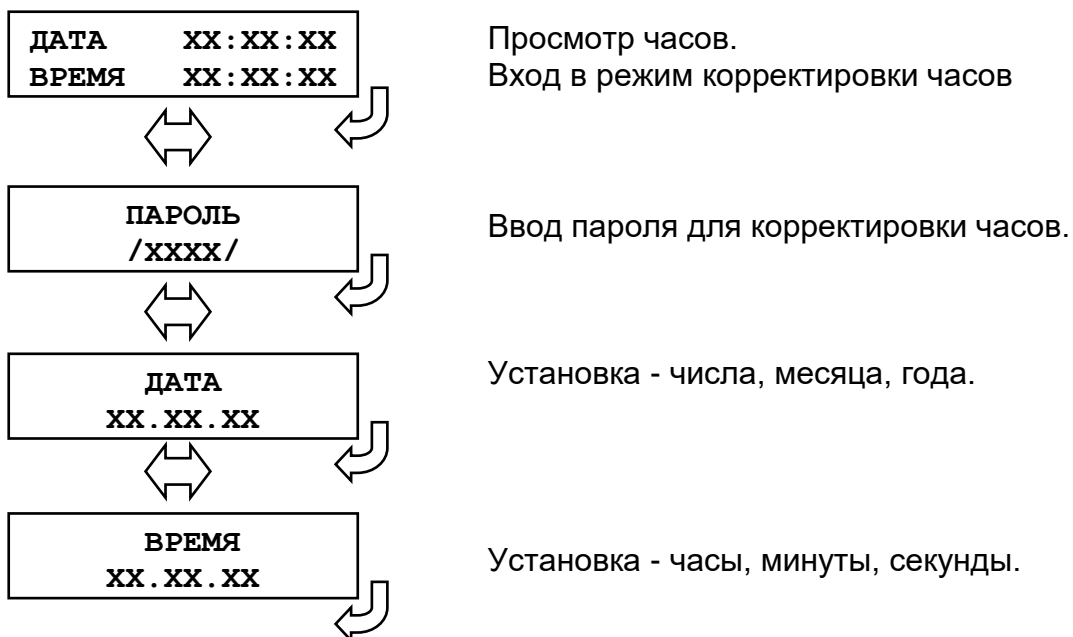 ДАТА XX:XX:XX
ВРЕМЯ XX:XX:XX
Просмотр часов.
Вход в режим корректировки часов
ПАРОЛЬ
/XXXX/
Ввод пароля для корректировки часов.
ДАТА
XX.XX.XX
Установка - числа, месяца, года.
ВРЕМЯ
XX.XX.XX
Установка - часы, минуты, секунды.